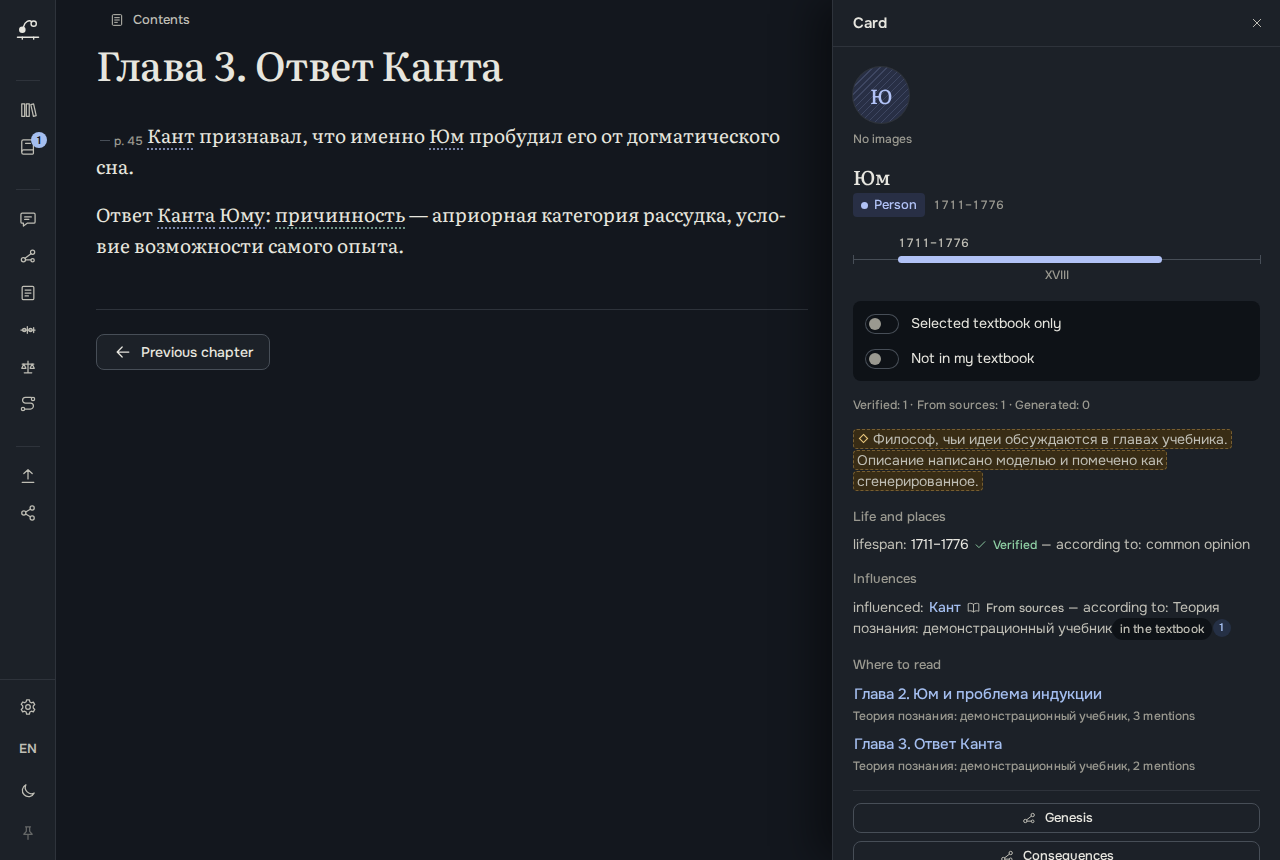 1
EN
Contents
Глава 3. Ответ Канта
— p. 45 Кант признавал, что именно Юм пробудил его от догматического
сна.
Ответ Канта Юму: причинность — априорная категория рассудка, усло-
вие возможности самого опыта.
Previous chapter
Card
Ю
No images
Юм
Person 1711–1776
1711–1776
XVIII
Selected textbook only
Not in my textbook
Verified: 1 · From sources: 1 · Generated: 0
Философ, чьи идеи обсуждаются в главах учебника.
Описание написано моделью и помечено как
сгенерированное.
Life and places
lifespan: 1711–1776 Verified — according to: common opinion
Influences
influenced: Кант From sources — according to: Теория
познания: демонстрационный учебник in the textbook 1
Where to read
Глава 2. Юм и проблема индукции
Теория познания: демонстрационный учебник, 3 mentions
Глава 3. Ответ Канта
Теория познания: демонстрационный учебник, 2 mentions
Genesis
Consequences